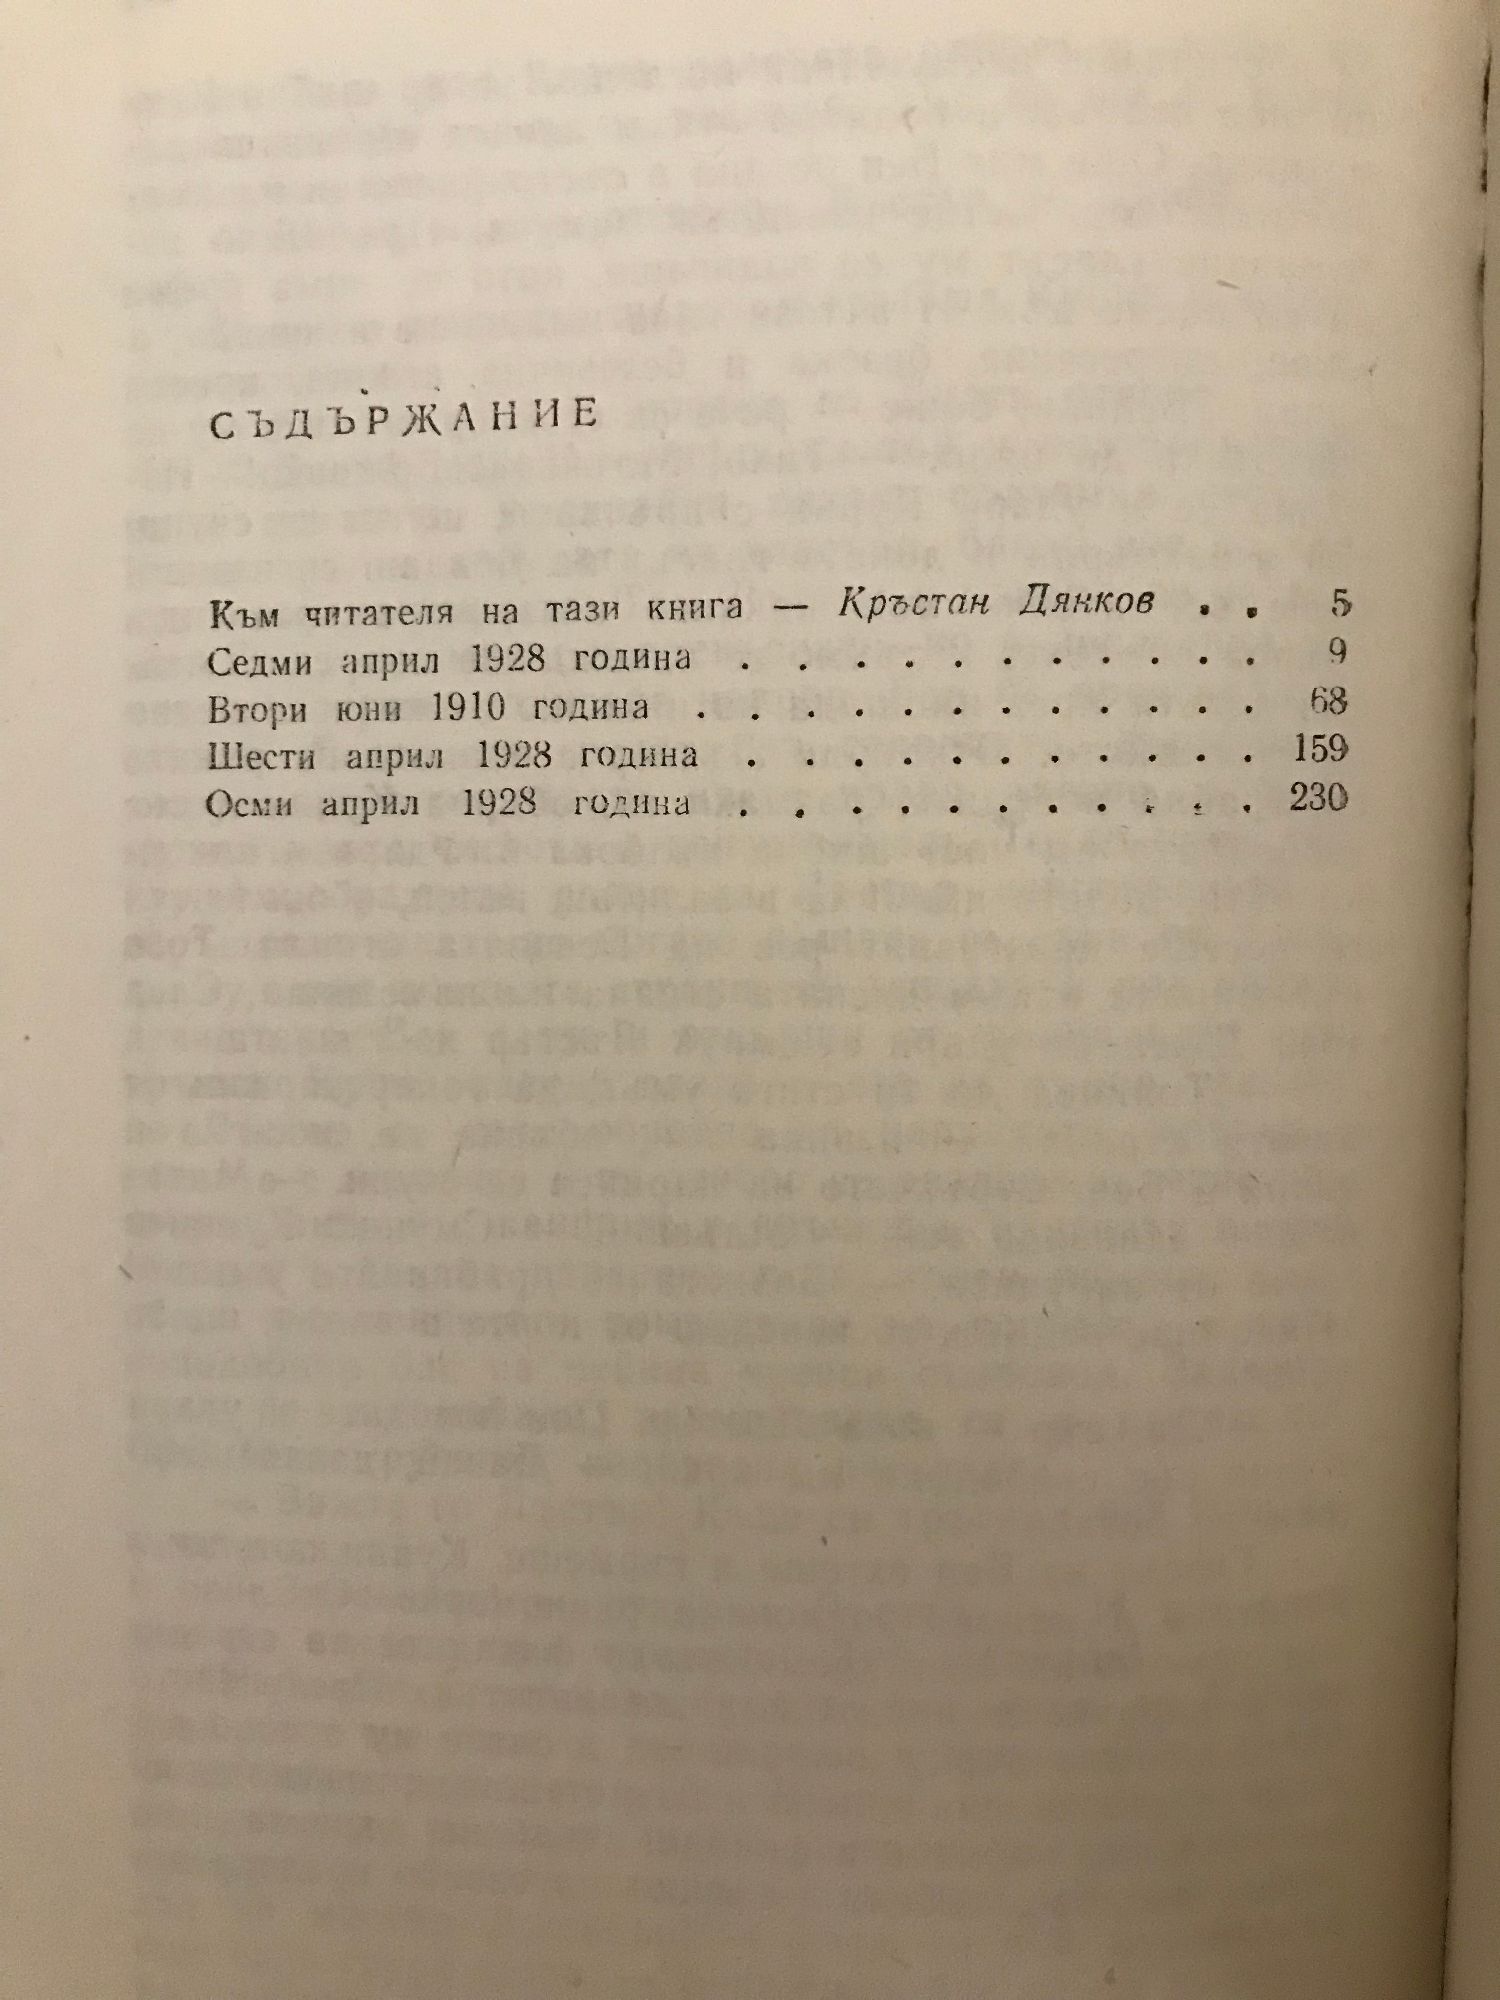 СЪДЪРЖАНИЕ
Към читателя на тази книга — Кръстан Дянков . . 5
Седми април 1928 година . . . . . . . . . . . 9
Втори юни 1910 година . . . . . . . . . . . . 68
Шести април 1928 година . . . . . . . . . . . 159
Осми април 1928 година . . . . . . . . . . . 230